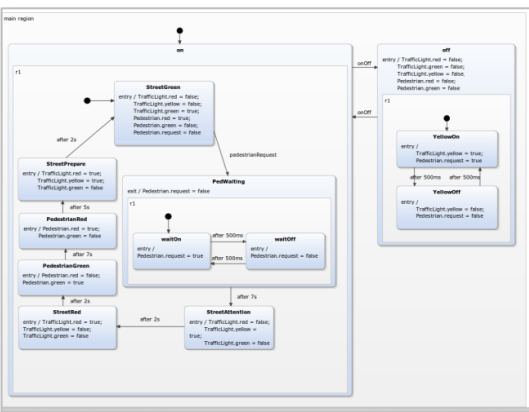 main region
on
r1
StreetGreen
entry / TrafficLight.red = false;
TrafficLight.yellow = false;
TrafficLight.green = true;
Pedestrian.red = true;
Pedestrian.green = false;
Pedestrian.request = false
after 2s
pedestrianRequest
StreetPrepare
entry / TrafficLight.red = true;
TrafficLight.yellow = true;
TrafficLight.green = false
after 5s
PedestrianRed
entry / Pedestrian.red = true;
Pedestrian.green = false
after 7s
PedestrianGreen
entry / Pedestrian.red = false;
Pedestrian.green = true
after 2s
StreetRed
entry / TrafficLight.red = true;
TrafficLight.yellow = false;
TrafficLight.green = false
after 2s
PedWaiting
exit / Pedestrian.request = false
r1
waitOn
entry /
Pedestrian.request = true
after 500ms
after 500ms
waitOff
entry /
Pedestrian.request = false
after 7s
StreetAttention
entry / TrafficLight.red = false;
TrafficLight.yellow =
true;
TrafficLight.green = false
onOff
onOff
off
entry / TrafficLight.red = false;
TrafficLight.green = false;
TrafficLight.yellow = false;
Pedestrian.red = false;
Pedestrian.green = false
r1
YellowOn
entry /
TrafficLight.yellow = true;
Pedestrian.request = true
after 500ms after 500ms
YellowOff
entry /
TrafficLight.yellow = false;
Pedestrian.request = false